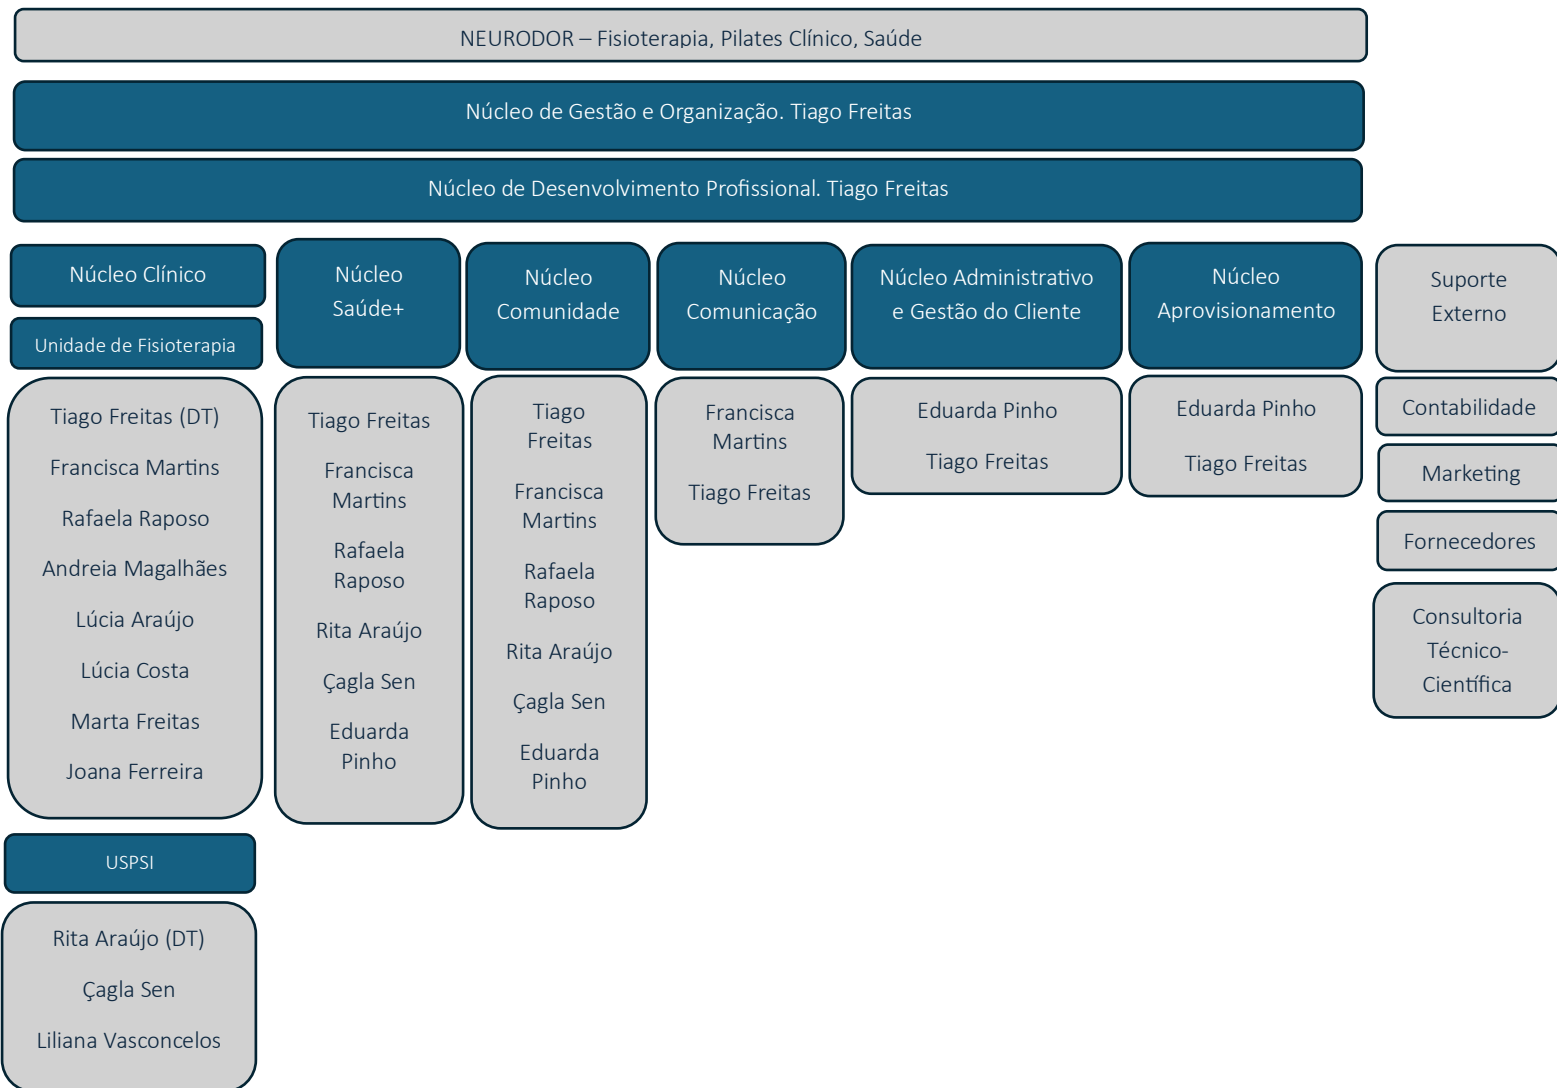 NEURODOR – Fisioterapia, Pilates Clínico, Saúde
Núcleo de Gestão e Organização. Tiago Freitas
Núcleo de Desenvolvimento Profissional. Tiago Freitas
Núcleo Clínico
Unidade de Fisioterapia
Tiago Freitas (DT)
Francisca Martins
Rafaela Raposo
Andreia Magalhães
Lúcia Araújo
Lúcia Costa
Marta Freitas
Joana Ferreira
USPSI
Rita Araújo (DT)
Çagla Sen
Liliana Vasconcelos
Núcleo
Saúde+
Tiago Freitas
Francisca
Martins
Rafaela
Raposo
Rita Araújo
Çagla Sen
Eduarda
Pinho
Núcleo
Comunidade
Tiago
Freitas
Francisca
Martins
Rafaela
Raposo
Rita Araújo
Çagla Sen
Eduarda
Pinho
Núcleo
Comunicação
Francisca
Martins
Tiago Freitas
Núcleo Administrativo
e Gestão do Cliente
Eduarda Pinho
Tiago Freitas
Núcleo
Aprovisionamento
Eduarda Pinho
Tiago Freitas
Suporte
Externo
Contabilidade
Marketing
Fornecedores
Consultoria
Técnico-
Científica